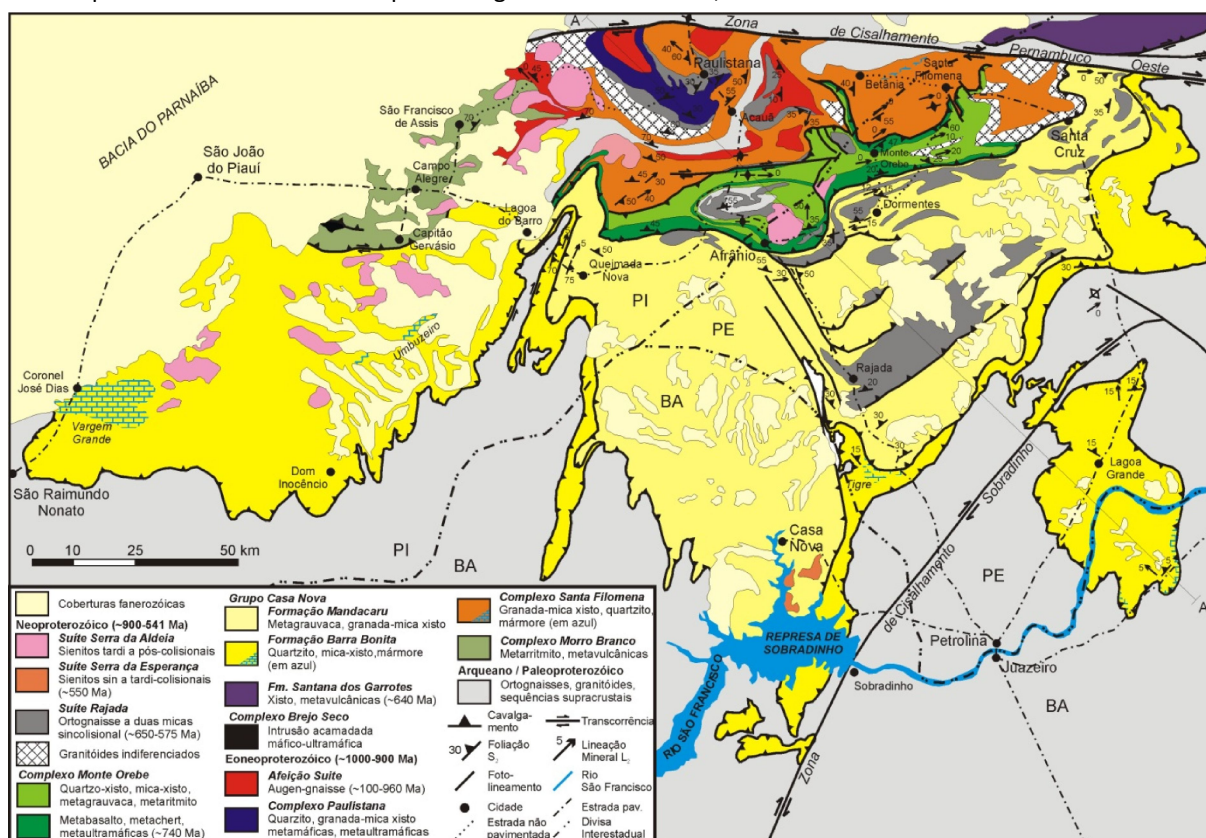 A
Zona
de Cisalhamento
Pernambuco
Oeste
BACIA DO PARNAÍBA
Paulistana
Betânia
Santa
Filomena
São Francisco
de Assis
Acauã
Santa
Cruz
São João
do Piauí
Campo
Alegre
Monte
Orebe
Lagoa
do Barro
Dormentes
Capitão
Gervásio
Afrânio
Queimada
Nova
PI
PE
Umbuzeiro
Rajada
Coronel
José Dias
Vargem
Grande
BA
Dom
Inocêncio
Tigre
Lagoa
Grande
São Raimundo
Nonato
Sobradinho
Casa
Nova
0 10 25 50 km
PI
BA
de Cisalhamento
PE
A
REPRESA DE
SOBRADINHO
Petrolina
Juazeiro
Sobradinho
BA
RIO SÃO FRANCISCO
Zona
Coberturas fanerozóicas
Neoproterozóico (~900-541 Ma)
Suíte Serra da Aldeia
Sienitos tardi a pós-colisionais
Suíte Serra da Esperança
Sienitos sin a tardi-colisionais
(~550 Ma)
Suíte Rajada
Ortognaisse a duas micas
sincolisional (~650-575 Ma)
Granitóides indiferenciados
Complexo Monte Orebe
Quartzo-xisto, mica-xisto,
metagrauvaca, metaritmito
Metabasalto, metachert,
metaultramáficas (~740 Ma)
Grupo Casa Nova
Formação Mandacaru
Metagrauvaca, granada-mica xisto
Formação Barra Bonita
Quartzito, mica-xisto,mármore
(em azul)
Fm. Santana dos Garrotes
Xisto, metavulcânicas (~640 Ma)
Complexo Brejo Seco
Intrusão acamadada
máfico-ultramáfica
Eoneoproterozóico (~1000-900 Ma)
Afeição Suite
Augen-gnaisse (~100-960 Ma)
Complexo Paulistana
Quarzito, granada-mica xisto
metamáficas, metaultramáficas
Complexo Santa Filomena
Granada-mica xisto, quartzito,
mármore (em azul)
Complexo Morro Branco
Metarritmito, metavulcânicas
Arqueano / Paleoproterozóico
Ortognaisses, granitóides,
sequências supracrustais
Cavalga-
mento
Transcorrência
30 Foliação
S2
5 Lineação
Mineral L2
Foto-
lineamento
Rio
São Francisco
Cidade
Estrada pav.
Estrada não
pavimentada
Divisa
Interestadual